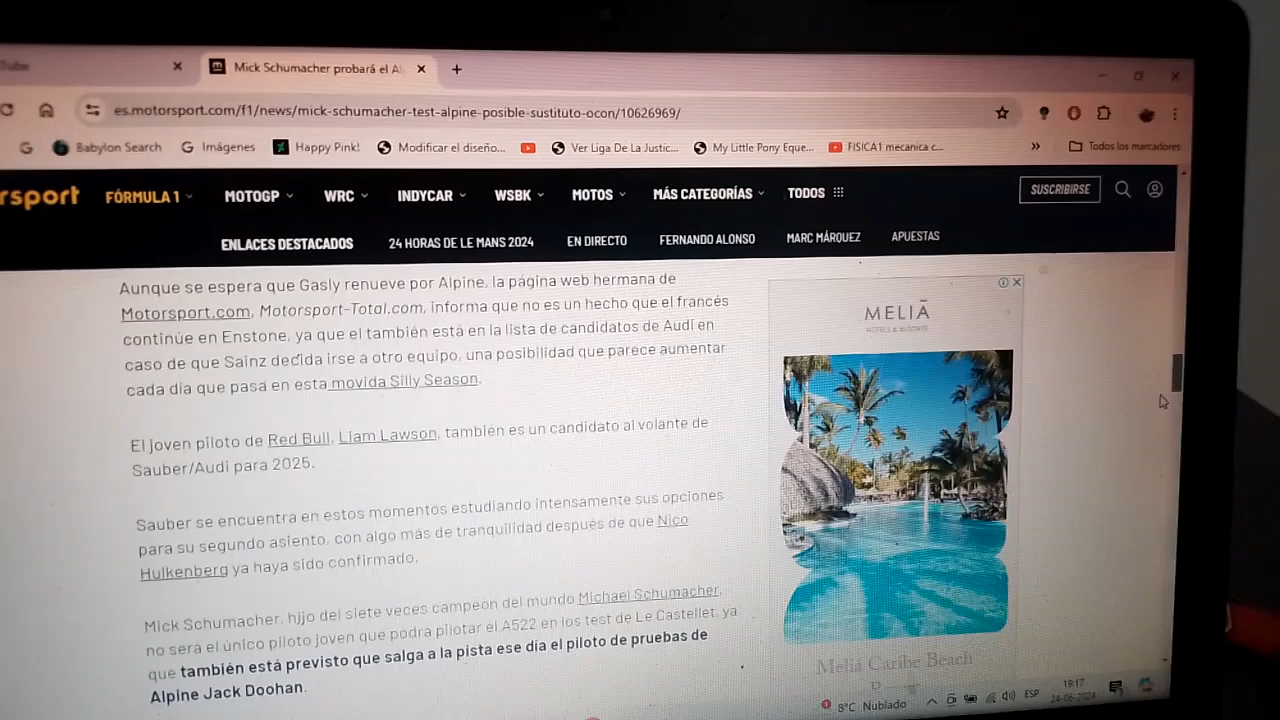 Tube
Mick Schumacher probará el A
es.motorsport.com/f1/news/mick-schumacher-test-alpine-posible-sustituto-ocon/10626969/
Babylon Search
Imágenes
Happy Pink!
Modificar el diseño...
Ver Liga De La Justic...
My Little Pony Eque...
FISICA1 mecanica c...
»
Todos los marcadores
rsport
FÓRMULA 1
MOTOGP
WRC
INDYCAR
WSBK
MOTOS
MÁS CATEGORÍAS
TODOS
SUSCRIBIRSE
ENLACES DESTACADOS
24 HORAS DE LE MANS 2024
EN DIRECTO
FERNANDO ALONSO
MARC MÁRQUEZ
APUESTAS
Aunque se espera que Gasly renueve por Alpine, la página web hermana de
Motorsport.com, Motorsport-Total.com, informa que no es un hecho que el francés
continúe en Enstone, ya que el también está en la lista de candidatos de Audi en
caso de que Sainz decida irse a otro equipo, una posibilidad que parece aumentar
cada día que pasa en esta movida Silly Season.
El joven piloto de Red Bull, Liam Lawson, también es un candidato al volante de
Sauber/Audi para 2025.
Sauber se encuentra en estos momentos estudiando intensamente sus opciones
para su segundo asiento, con algo más de tranquilidad después de que Nico
Hulkenberg ya haya sido confirmado.
Mick Schumacher, hijo del siete veces campeón del mundo Michael Schumacher,
no será el único piloto joven que podrá pilotar el A522 en los test de Le Castellet, ya
que también está previsto que salga a la pista ese día el piloto de pruebas de
Alpine Jack Doohan.
MELIÃ
HOTELS & RESORTS
Meliá Caribe Beach
8°C Nublado
ESP
19:17
24-06-2024